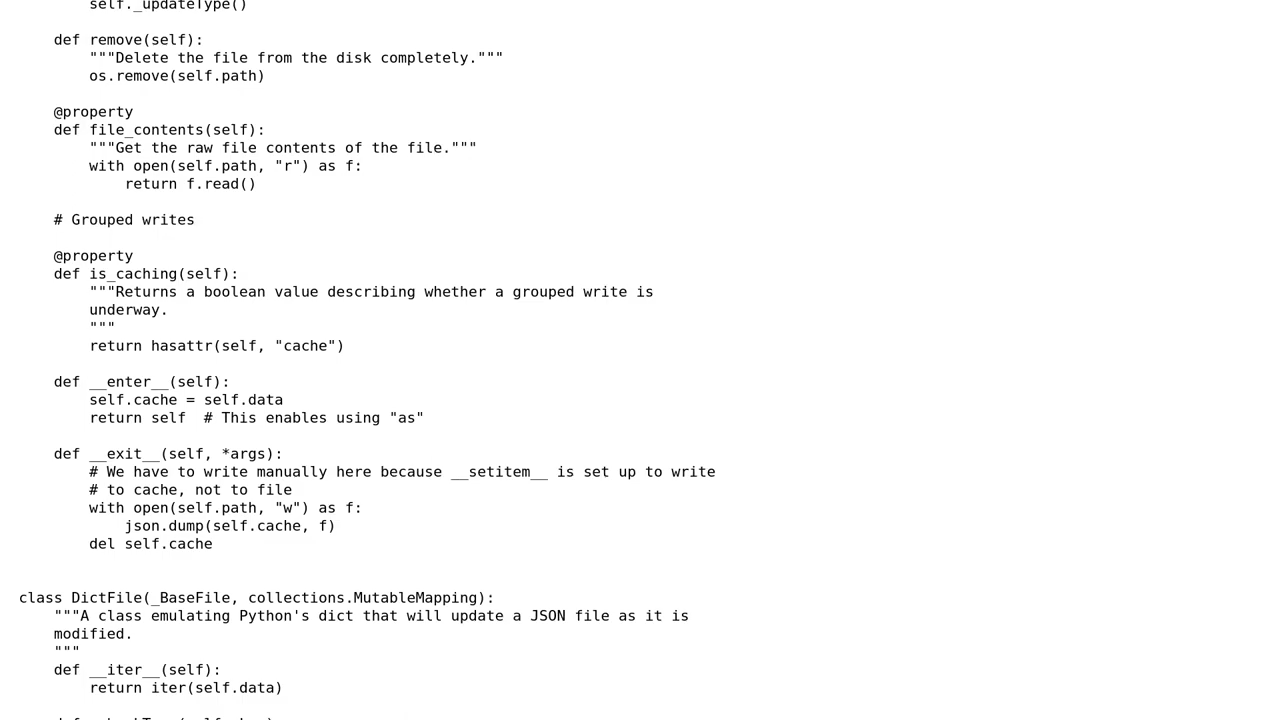 self._updateType()

    def remove(self):
        """Delete the file from the disk completely."""
        os.remove(self.path)

    @property
    def file_contents(self):
        """Get the raw file contents of the file."""
        with open(self.path, "r") as f:
            return f.read()

    # Grouped writes

    @property
    def is_caching(self):
        """Returns a boolean value describing whether a grouped write is
        underway.
        """
        return hasattr(self, "cache")

    def __enter__(self):
        self.cache = self.data
        return self  # This enables using "as"

    def __exit__(self, *args):
        # We have to write manually here because __setitem__ is set up to write
        # to cache, not to file
        with open(self.path, "w") as f:
            json.dump(self.cache, f)
        del self.cache


class DictFile(_BaseFile, collections.MutableMapping):
    """A class emulating Python's dict that will update a JSON file as it is
    modified.
    """
    def __iter__(self):
        return iter(self.data)